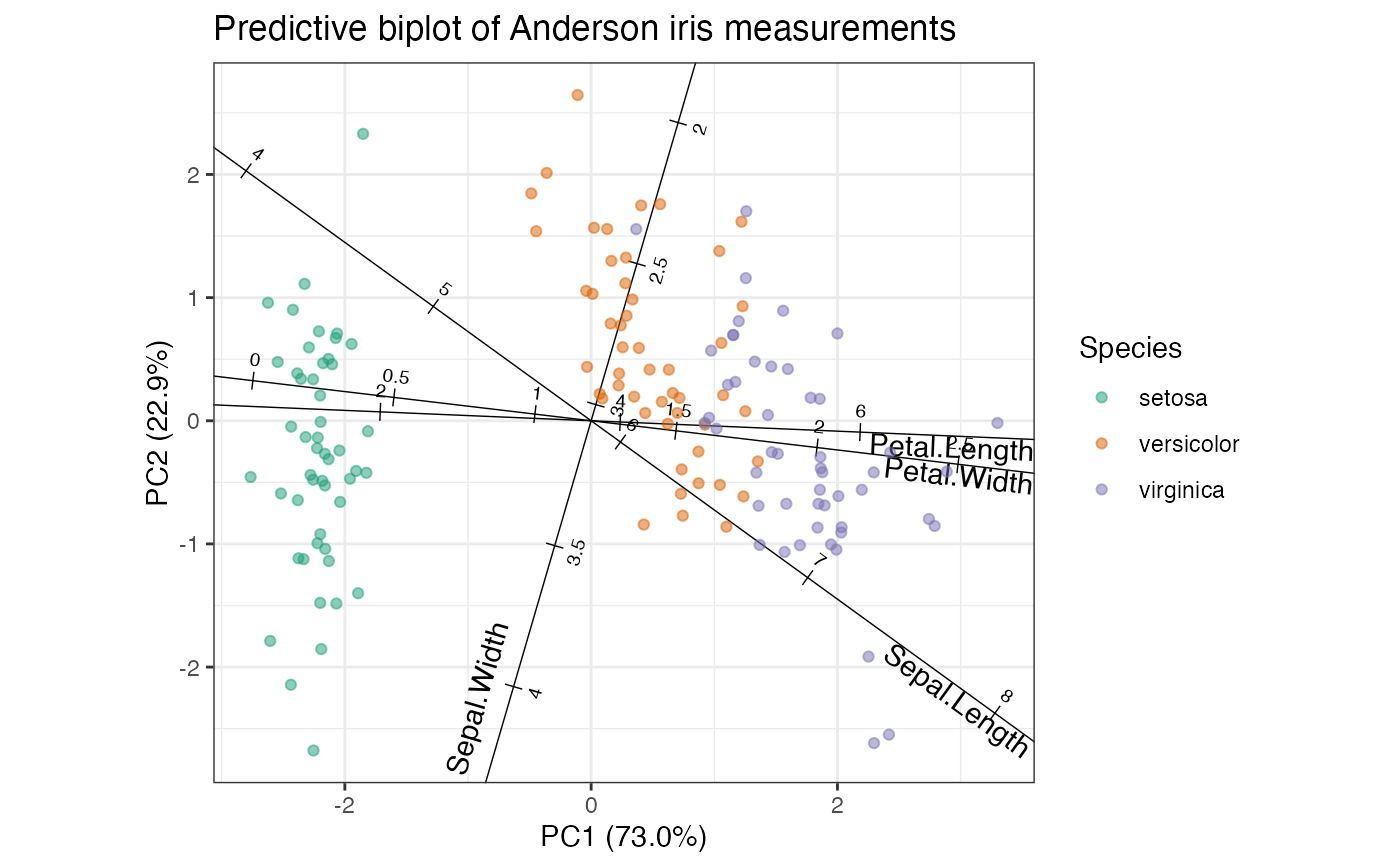 Predictive biplot of Anderson iris measurements
PC2 (22.9%)
2
1
0
-1
-2
4
5
6
7
8
Sepal.Length
2
2.5
3
3.5
4
Sepal.Width
0
0.5
1
1.5
2
2.5
Petal.Width
2
4
6
Petal.Length
-2
0
2
PC1 (73.0%)
Species
setosa
versicolor
virginica